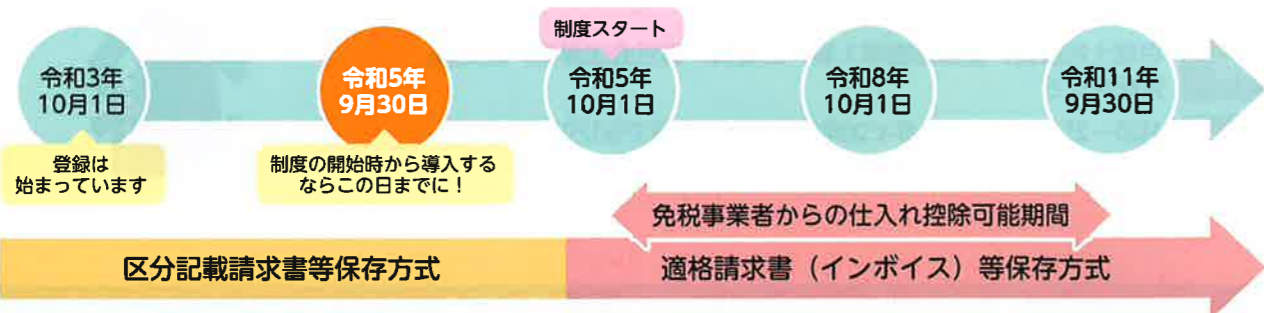 制度スタート
令和3年
10月1日
令和5年
9月30日
令和5年
10月1日
令和8年
10月1日
令和11年
9月30日
登録は
始まっています
制度の開始時から導入する
ならこの日までに！
免税事業者からの仕入れ控除可能期間
区分記載請求書等保存方式
適格請求書（インボイス）等保存方式